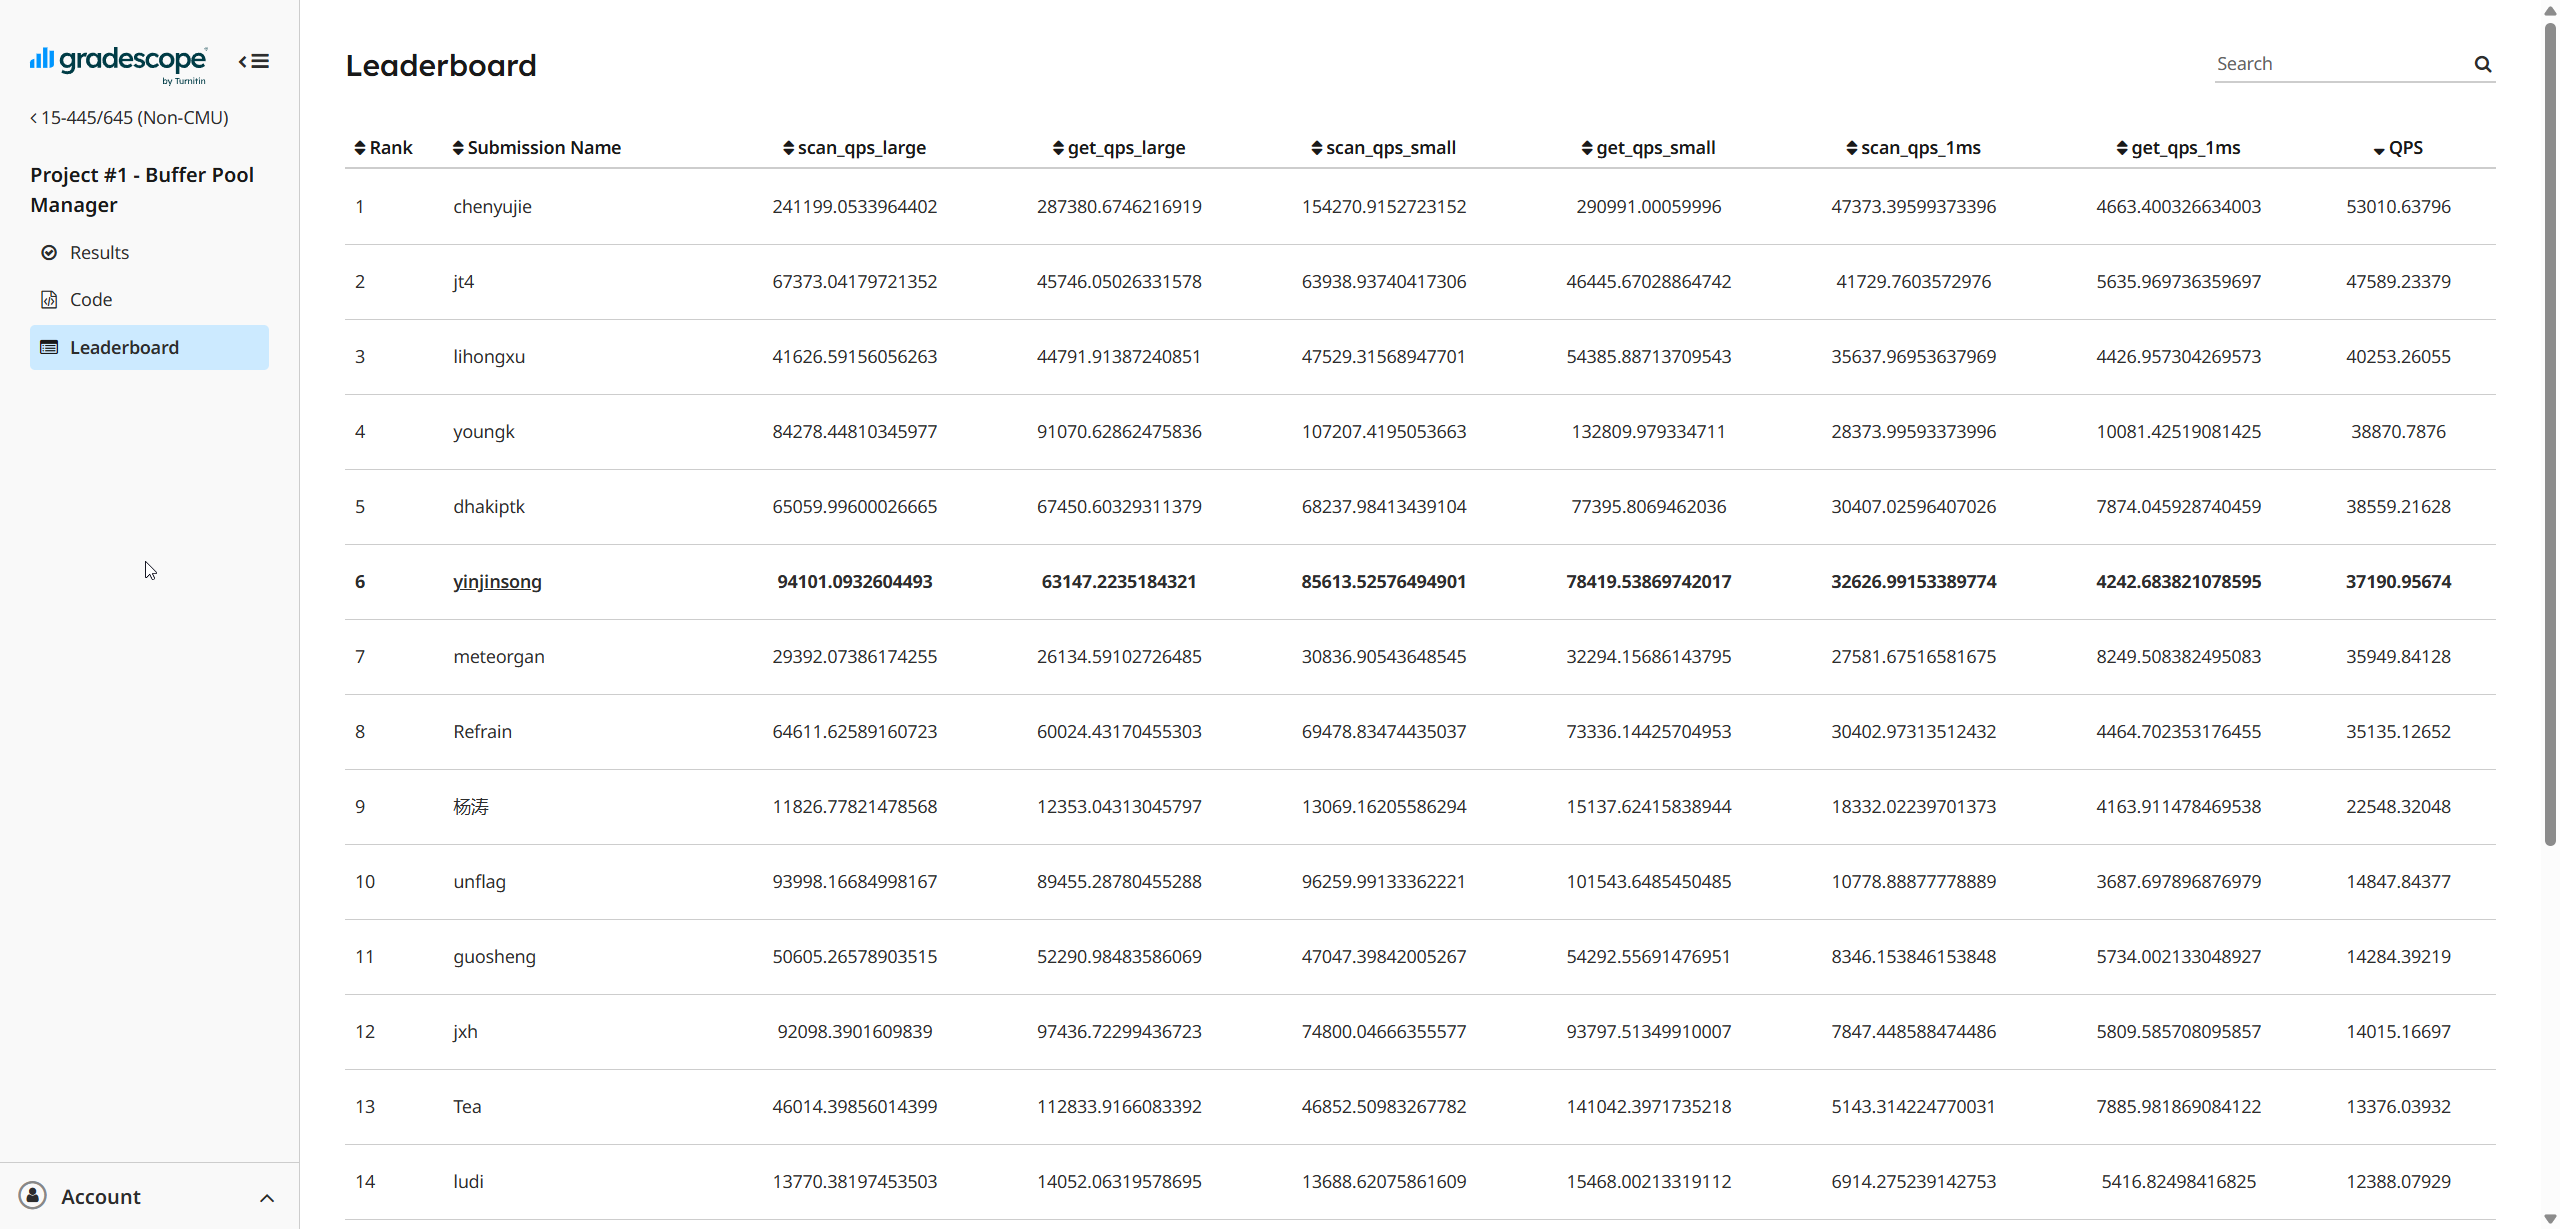 gradescope
by Turnitin
15-445/645 (Non-CMU)
Project #1 - Buffer Pool
Manager
Results
Code
Leaderboard
Account
Leaderboard
Search
Rank Submission Name scan_qps_large get_qps_large scan_qps_small get_qps_small scan_qps_1ms get_qps_1ms QPS
1 chenyujie 241199.0533964402 287380.6746216919 154270.9152723152 290991.00059996 47373.39599373396 4663.400326634003 53010.63796
2 jt4 67373.04179721352 45746.05026331578 63938.93740417306 46445.67028864742 41729.7603572976 5635.969736359697 47589.23379
3 lihongxu 41626.59156056263 44791.91387240851 47529.31568947701 54385.88713709543 35637.96953637969 4426.957304269573 40253.26055
4 youngk 84278.44810345977 91070.62862475836 107207.4195053663 132809.979334711 28373.99593373996 10081.42519081425 38870.7876
5 dhakiptk 65059.99600026665 67450.60329311379 68237.98413439104 77395.8069462036 30407.02596407026 7874.045928740459 38559.21628
6 yinjinsong 94101.0932604493 63147.2235184321 85613.52576494901 78419.53869742017 32626.99153389774 4242.683821078595 37190.95674
7 meteorgan 29392.07386174255 26134.59102726485 30836.90543648545 32294.15686143795 27581.67516581675 8249.508382495083 35949.84128
8 Refrain 64611.62589160723 60024.43170455303 69478.83474435037 73336.14425704953 30402.97313512432 4464.702353176455 35135.12652
9 杨涛 11826.77821478568 12353.04313045797 13069.16205586294 15137.62415838944 18332.02239701373 4163.911478469538 22548.32048
10 unflag 93998.16684998167 89455.28780455288 96259.99133362221 101543.6485450485 10778.88877778889 3687.697896876979 14847.84377
11 guosheng 50605.26578903515 52290.98483586069 47047.39842005267 54292.55691476951 8346.153846153848 5734.002133048927 14284.39219
12 jxh 92098.3901609839 97436.72299436723 74800.04666355577 93797.51349910007 7847.448588474486 5809.585708095857 14015.16697
13 Tea 46014.39856014399 112833.9166083392 46852.50983267782 141042.3971735218 5143.314224770031 7885.981869084122 13376.03932
14 ludi 13770.38197453503 14052.06319578695 13688.62075861609 15468.00213319112 6914.275239142753 5416.82498416825 12388.07929